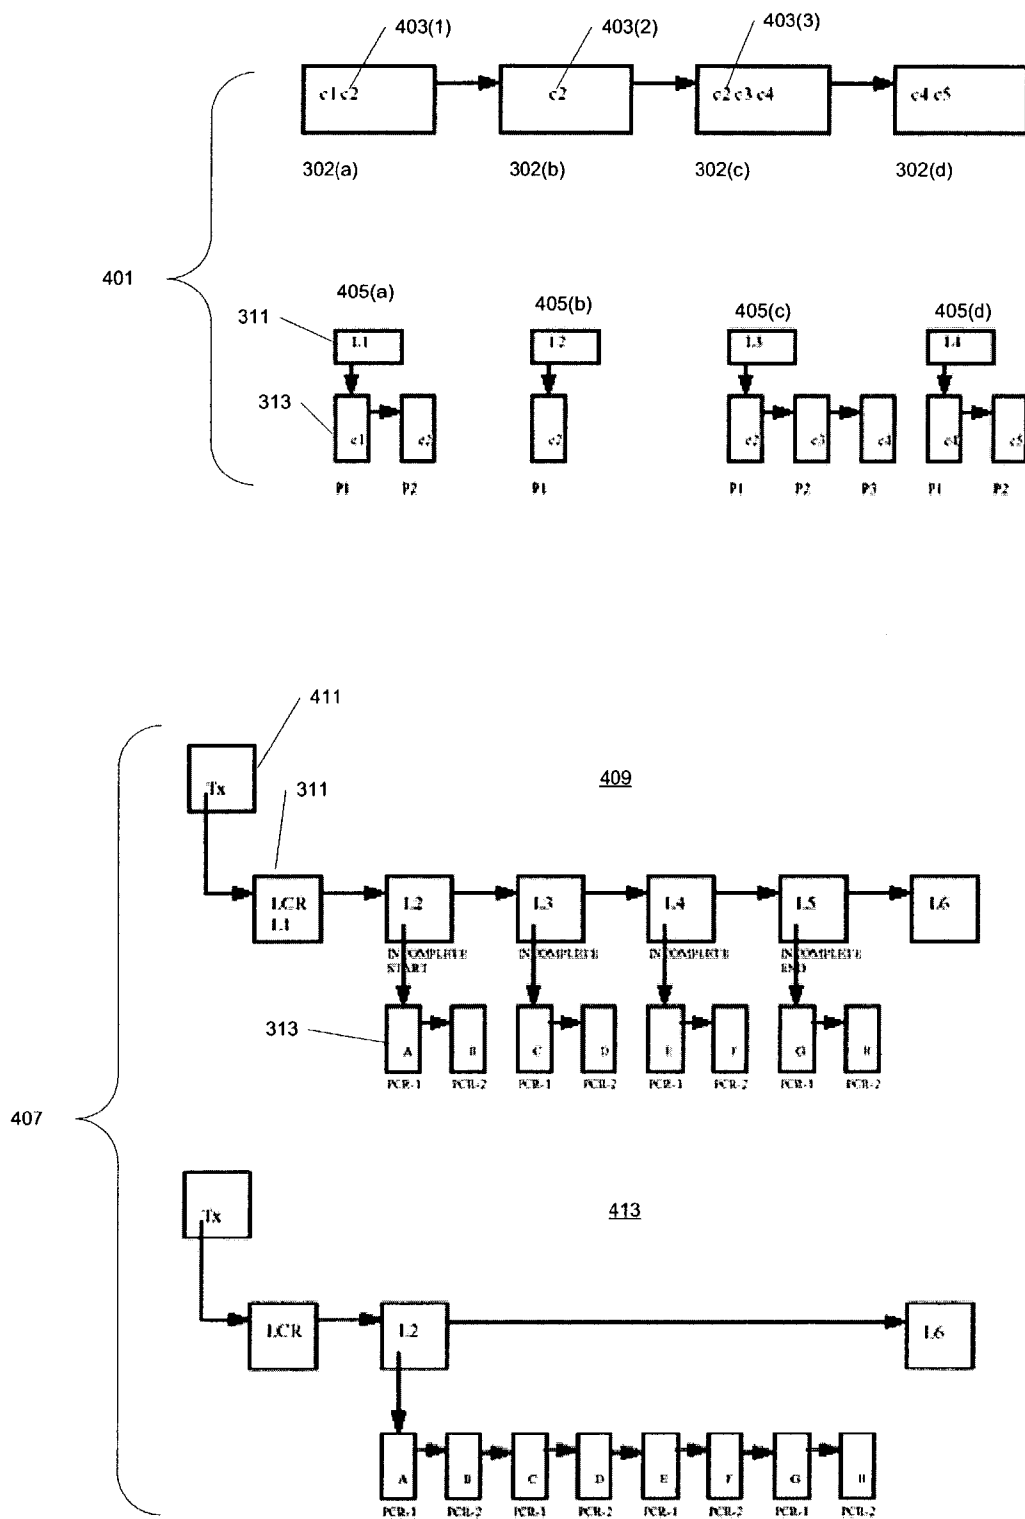 403(1) 403(2) 403(3)
c1 c2 c2 c2 c3 c4 c4 c5
302(a) 302(b) 302(c) 302(d)
401
405(a) 405(b) 405(c) 405(d)
311 L1 L2 L3 L4
313
c1 c2 c2 c2 c3 c4 c4 c5
P1 P2 P1 P1 P2 P3 P1 P2
411
Tx 409
311
LCR L2 L3 L4 L5 L6
L1
INCOMPLETE INCOMPLETE INCOMPLETE INCOMPLETE
START END
313
A B C D E F G H
PCR-1 PCR-2 PCR-1 PCR-2 PCR-1 PCR-2 PCR-1 PCR-2
407
Tx 413
LCR L2 L6
A B C D E F G H
PCR-1 PCR-2 PCR-1 PCR-2 PCR-1 PCR-2 PCR-1 PCR-2